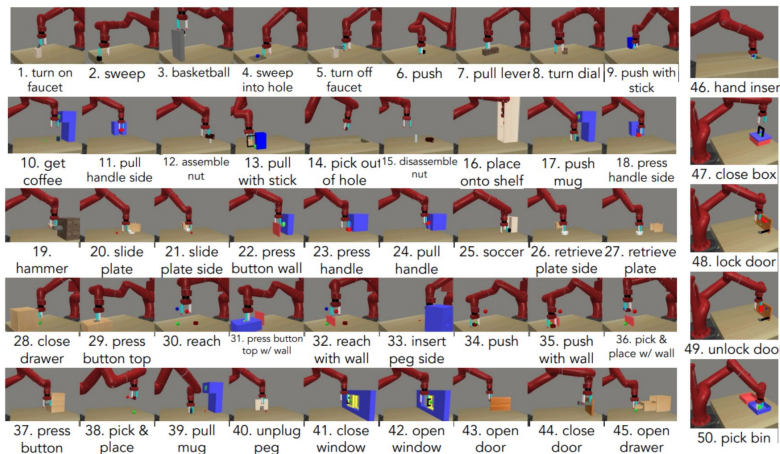 1. turn on
faucet
2. sweep
3. basketball
4. sweep
into hole
5. turn off
faucet
6. push
7. pull lever
8. turn dial
9. push with
stick
46. hand inser
10. get
coffee
11. pull
handle side
12. assemble
nut
13. pull
with stick
14. pick out
of hole
15. disassemble
nut
16. place
onto shelf
17. push
mug
18. press
handle side
47. close box
19.
hammer
20. slide
plate
21. slide
plate side
22. press
button wall
23. press
handle
24. pull
handle
25. soccer
26. retrieve
plate side
27. retrieve
plate
48. lock door
28. close
drawer
29. press
button top
30. reach
31. press button
top w/ wall
32. reach
with wall
33. insert
peg side
34. push
35. push
with wall
36. pick &
place w/ wall
49. unlock doo
37. press
button
38. pick &
place
39. pull
mug
40. unplug
peg
41. close
window
42. open
window
43. open
door
44. close
door
45. open
drawer
50. pick bin